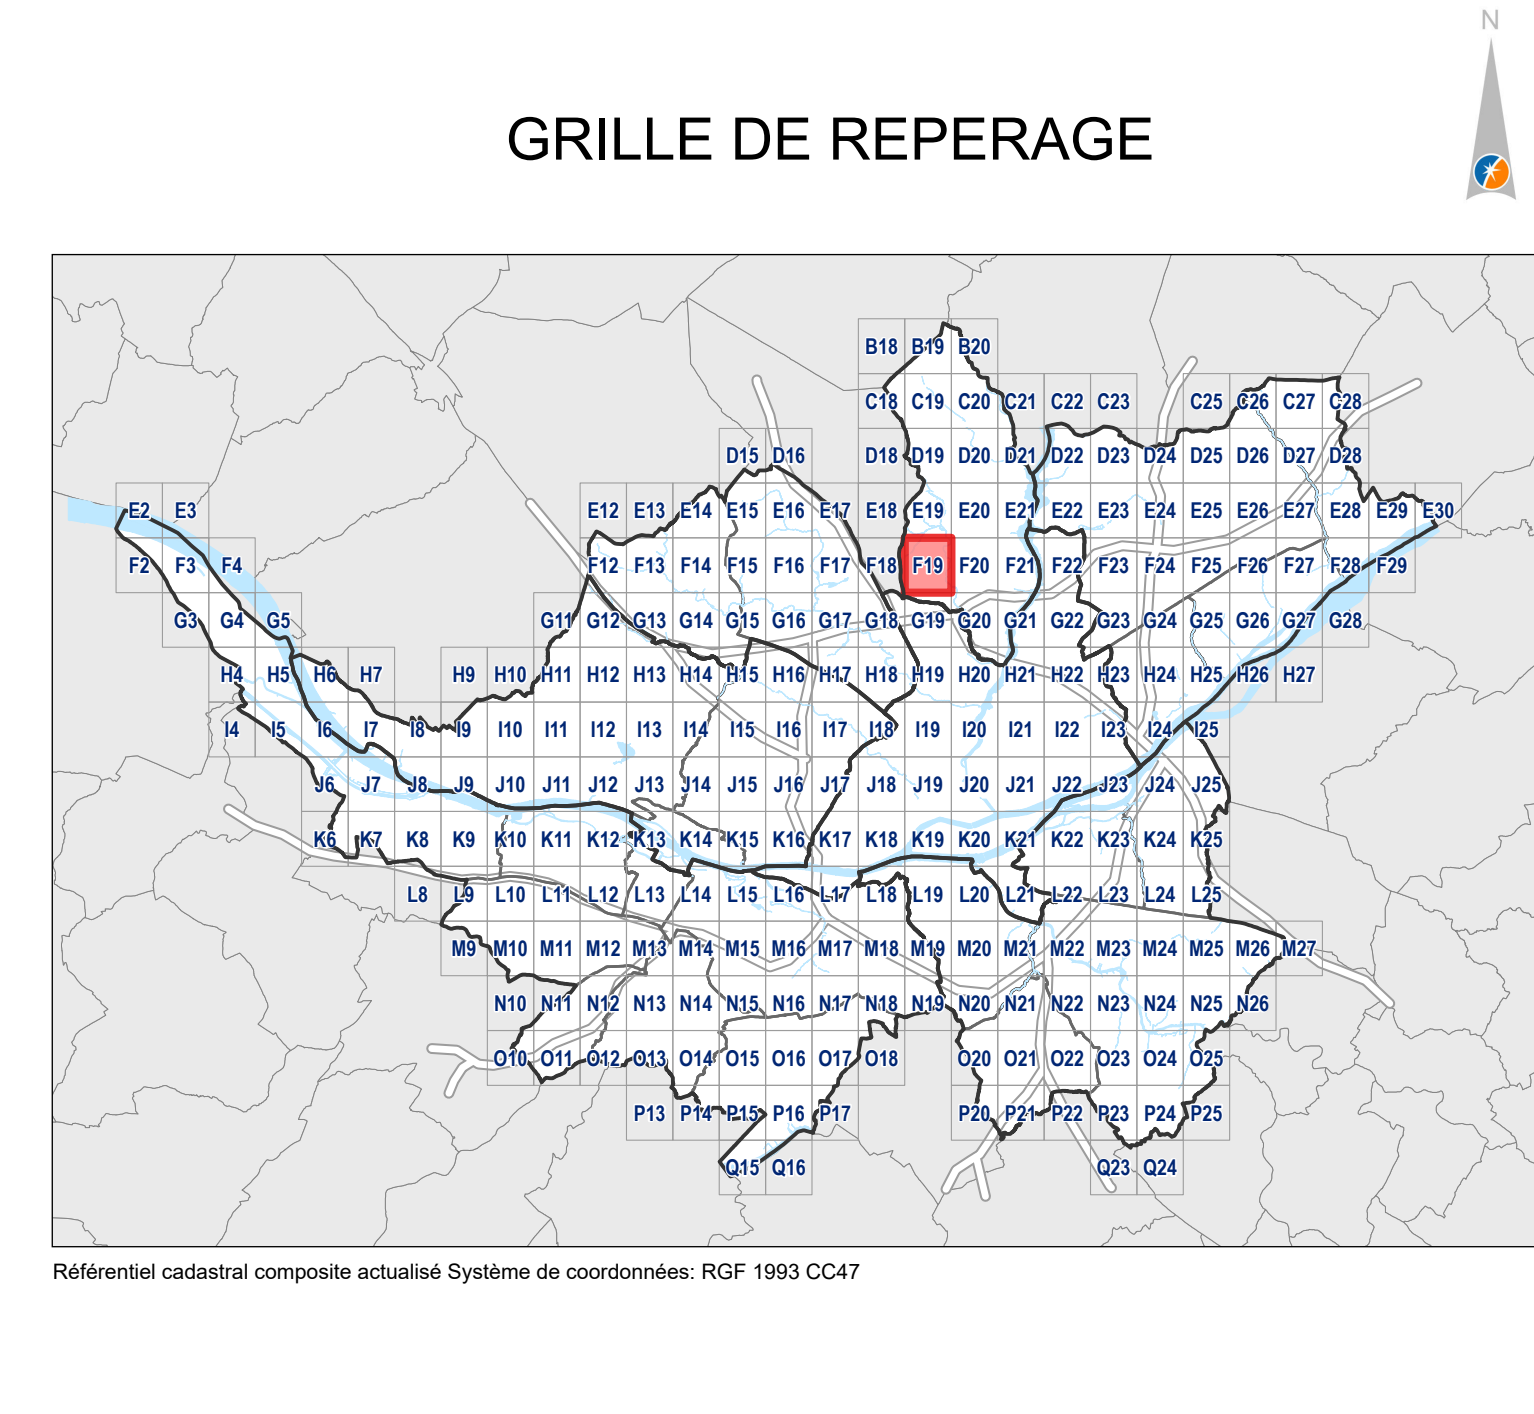 N
GRILLE DE REPERAGE
B18 B19 B20
C18 C19 C20 C21 C22 C23 C25 C26 C27 C28
D15 D16 D18 D19 D20 D21 D22 D23 D24 D25 D26 D27 D28
E2 E3 E12 E13 E14 E15 E16 E17 E18 E19 E20 E21 E22 E23 E24 E25 E26 E27 E28 E29 E30
F2 F3 F4 F12 F13 F14 F15 F16 F17 F18 F19 F20 F21 F22 F23 F24 F25 F26 F27 F28 F29
G3 G4 G5 G11 G12 G13 G14 G15 G16 G17 G18 G19 G20 G21 G22 G23 G24 G25 G26 G27 G28
H4 H5 H6 H7 H9 H10 H11 H12 H13 H14 H15 H16 H17 H18 H19 H20 H21 H22 H23 H24 H25 H26 H27
I4 I5 I6 I7 I8 I9 I10 I11 I12 I13 I14 I15 I16 I17 I18 I19 I20 I21 I22 I23 I24 I25
J6 J7 J8 J9 J10 J11 J12 J13 J14 J15 J16 J17 J18 J19 J20 J21 J22 J23 J24 J25
K6 K7 K8 K9 K10 K11 K12 K13 K14 K15 K16 K17 K18 K19 K20 K21 K22 K23 K24 K25
L8 L9 L10 L11 L12 L13 L14 L15 L16 L17 L18 L19 L20 L21 L22 L23 L24 L25
M9 M10 M11 M12 M13 M14 M15 M16 M17 M18 M19 M20 M21 M22 M23 M24 M25 M26 M27
N10 N11 N12 N13 N14 N15 N16 N17 N18 N19 N20 N21 N22 N23 N24 N25 N26
O10 O11 O12 O13 O14 O15 O16 O17 O18 O20 O21 O22 O23 O24 O25
P13 P14 P15 P16 P17 P20 P21 P22 P23 P24 P25
Q15 Q16 Q23 Q24
Référentiel cadastral composite actualisé Système de coordonnées: RGF 1993 CC47